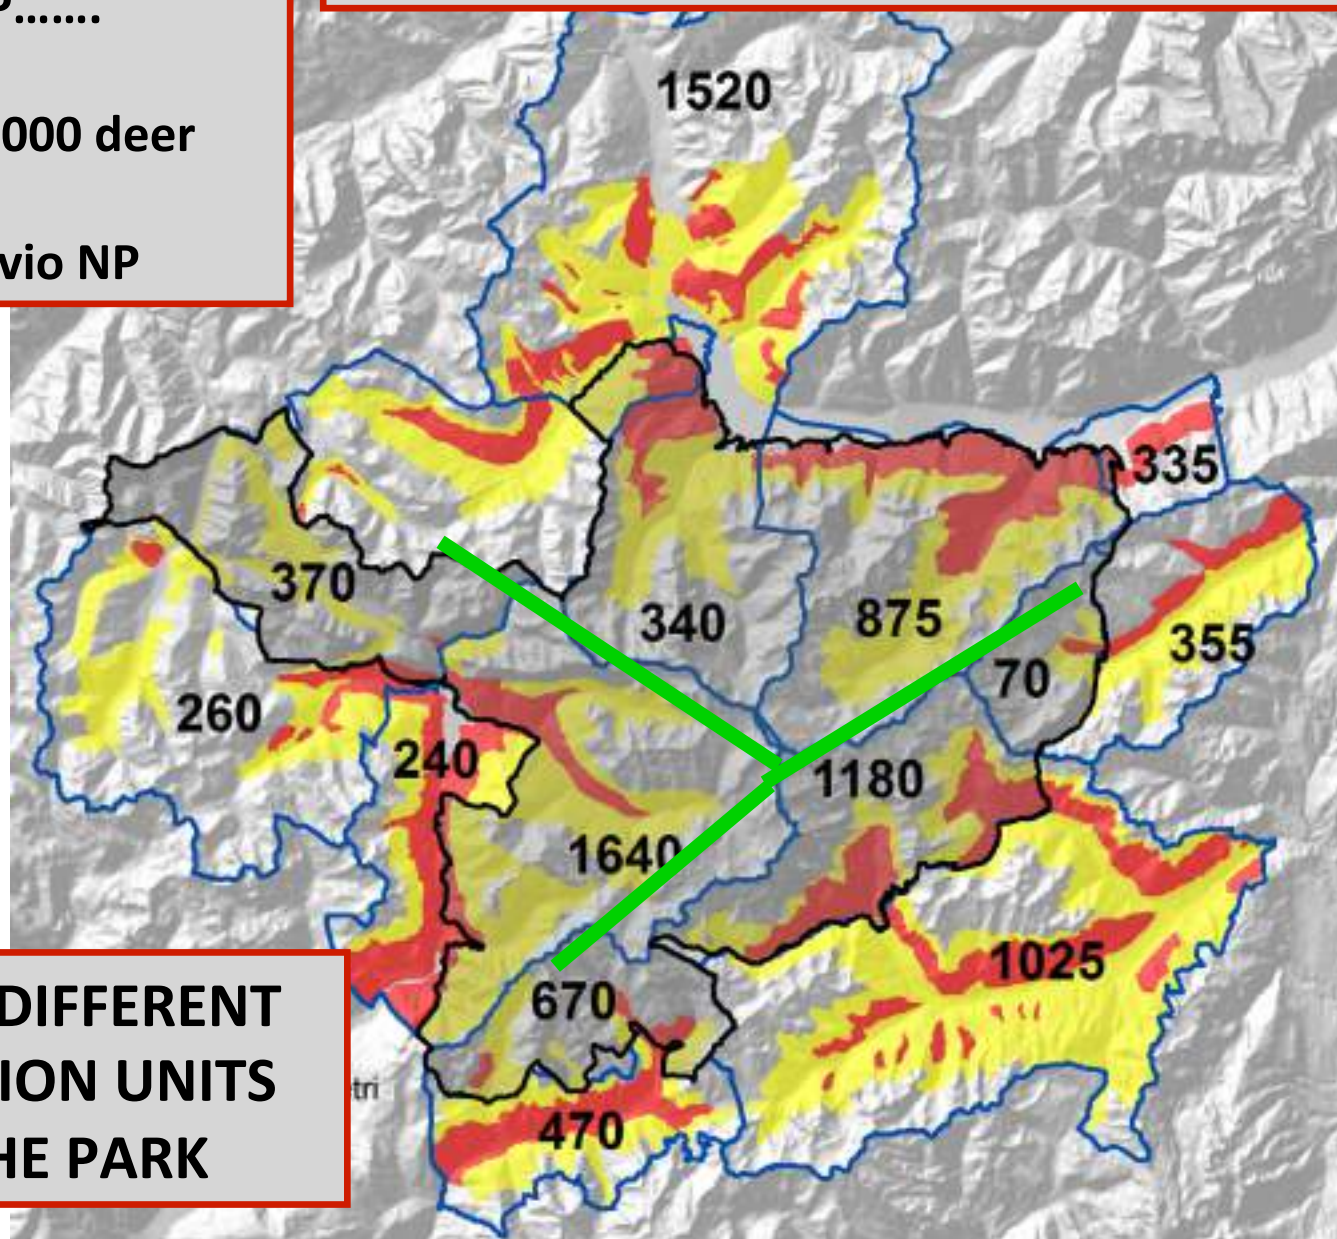 P.......
000 deer
vio NP
1520
335
370
340
875
355
70
260
240
1180
1640
1025
670
470
DIFFERENT
ION UNITS
HE PARK
etri